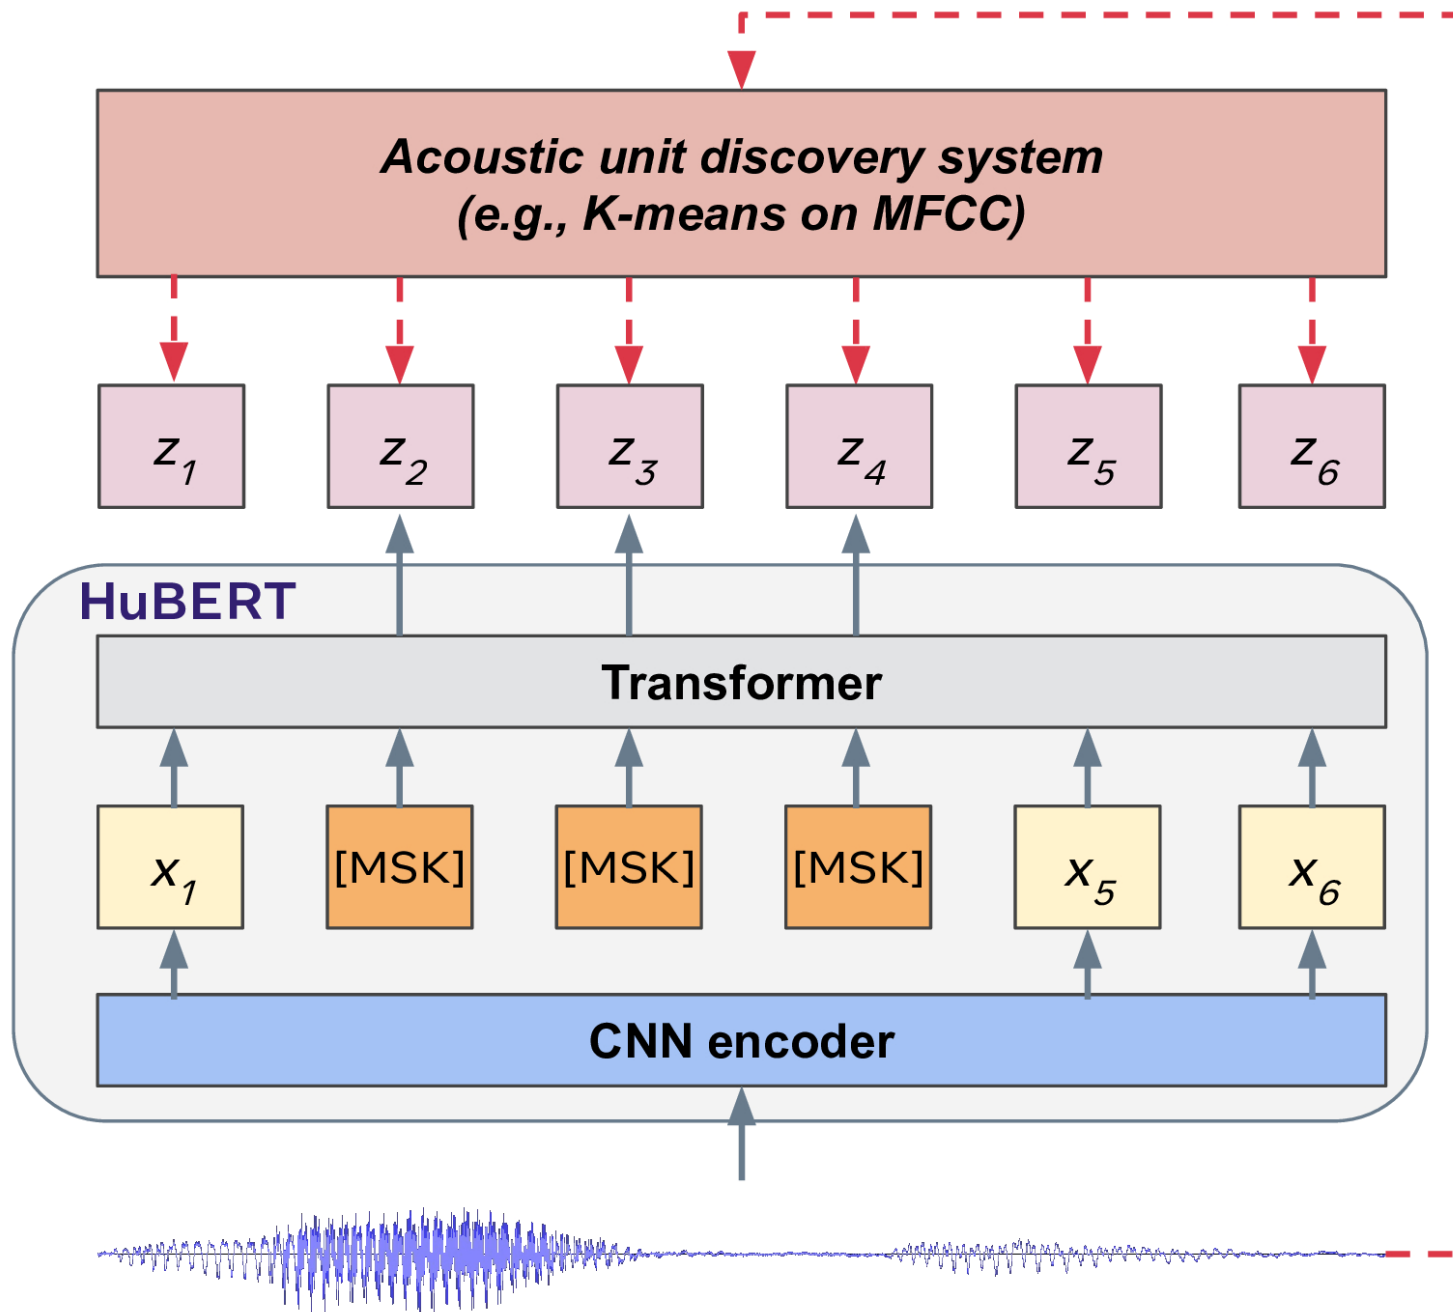 Acoustic unit discovery system
(e.g., K-means on MFCC)
z1 z2 z3 z4 z5 z6
HuBERT
Transformer
x1 [MSK] [MSK] [MSK] x5 x6
CNN encoder